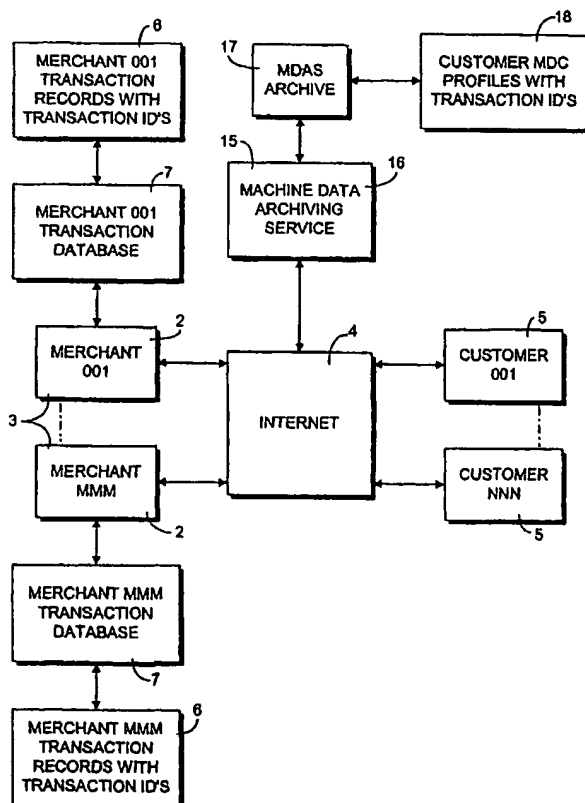 6
MERCHANT 001
TRANSACTION
RECORDS WITH
TRANSACTION ID'S
17
MDAS
ARCHIVE
18
CUSTOMER MDC
PROFILES WITH
TRANSACTION ID'S
7
MERCHANT 001
TRANSACTION
DATABASE
15
16
MACHINE DATA
ARCHIVING
SERVICE
2
MERCHANT
001
4
INTERNET
5
CUSTOMER
001
3
MERCHANT
MMM
2
CUSTOMER
NNN
5
MERCHANT MMM
TRANSACTION
DATABASE
7
6
MERCHANT MMM
TRANSACTION
RECORDS WITH
TRANSACTION ID'S